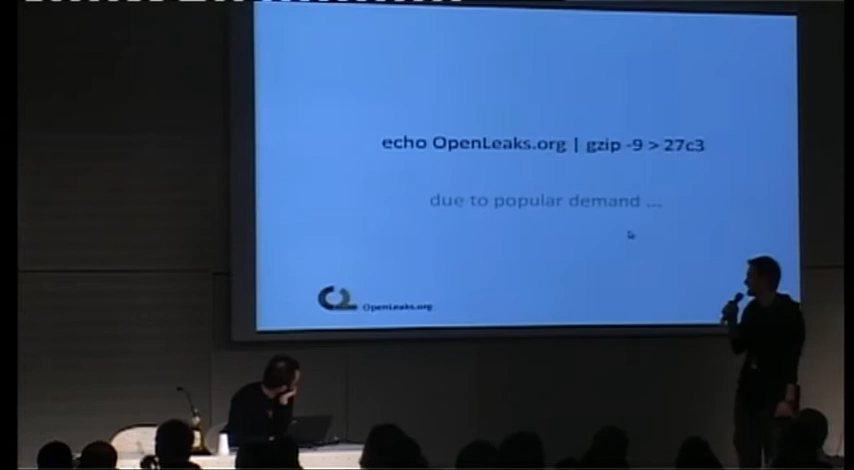 echo OpenLeaks.org | gzip -9 > 27c3
due to popular demand ...
OpenLeaks.org